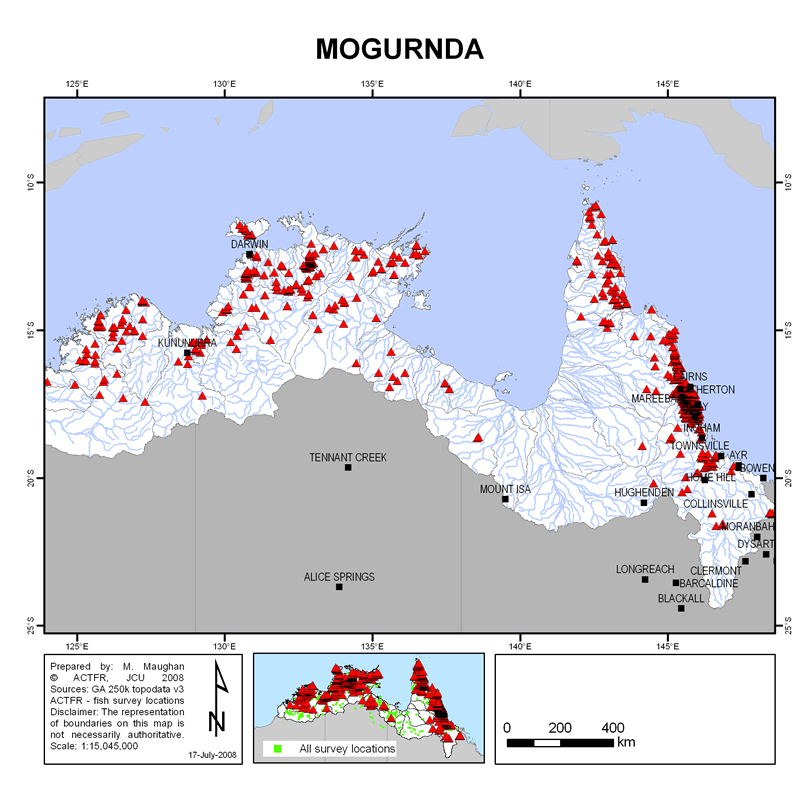 MOGURNDA
125°E 130°E 135°E 140°E 145°E
10°S 10°S
DARWIN
15°S 15°S
KUNUNURRA
CAIRNS
MAREEBA
INGHAM
TOWNSVILLE
AYR
TENNANT CREEK
BOWEN
HOME HILL
20°S 20°S
MOUNT ISA
HUGHENDEN
COLLINSVILLE
MORANBAH
DYSART
LONGREACH
CLERMONT
ALICE SPRINGS
BARCALDINE
BLACKALL
25°S 25°S
125°E 130°E 135°E 140°E 145°E
Prepared by: M. Maughan
© ACTFR, JCU 2008
Sources: GA 250k topodata v3
ACTFR - fish survey locations
Disclaimer: The representation
of boundaries on this map is
not necessarily authoritative.
Scale: 1:15,045,000
N
17-July-2008
All survey locations
0 200 400
km